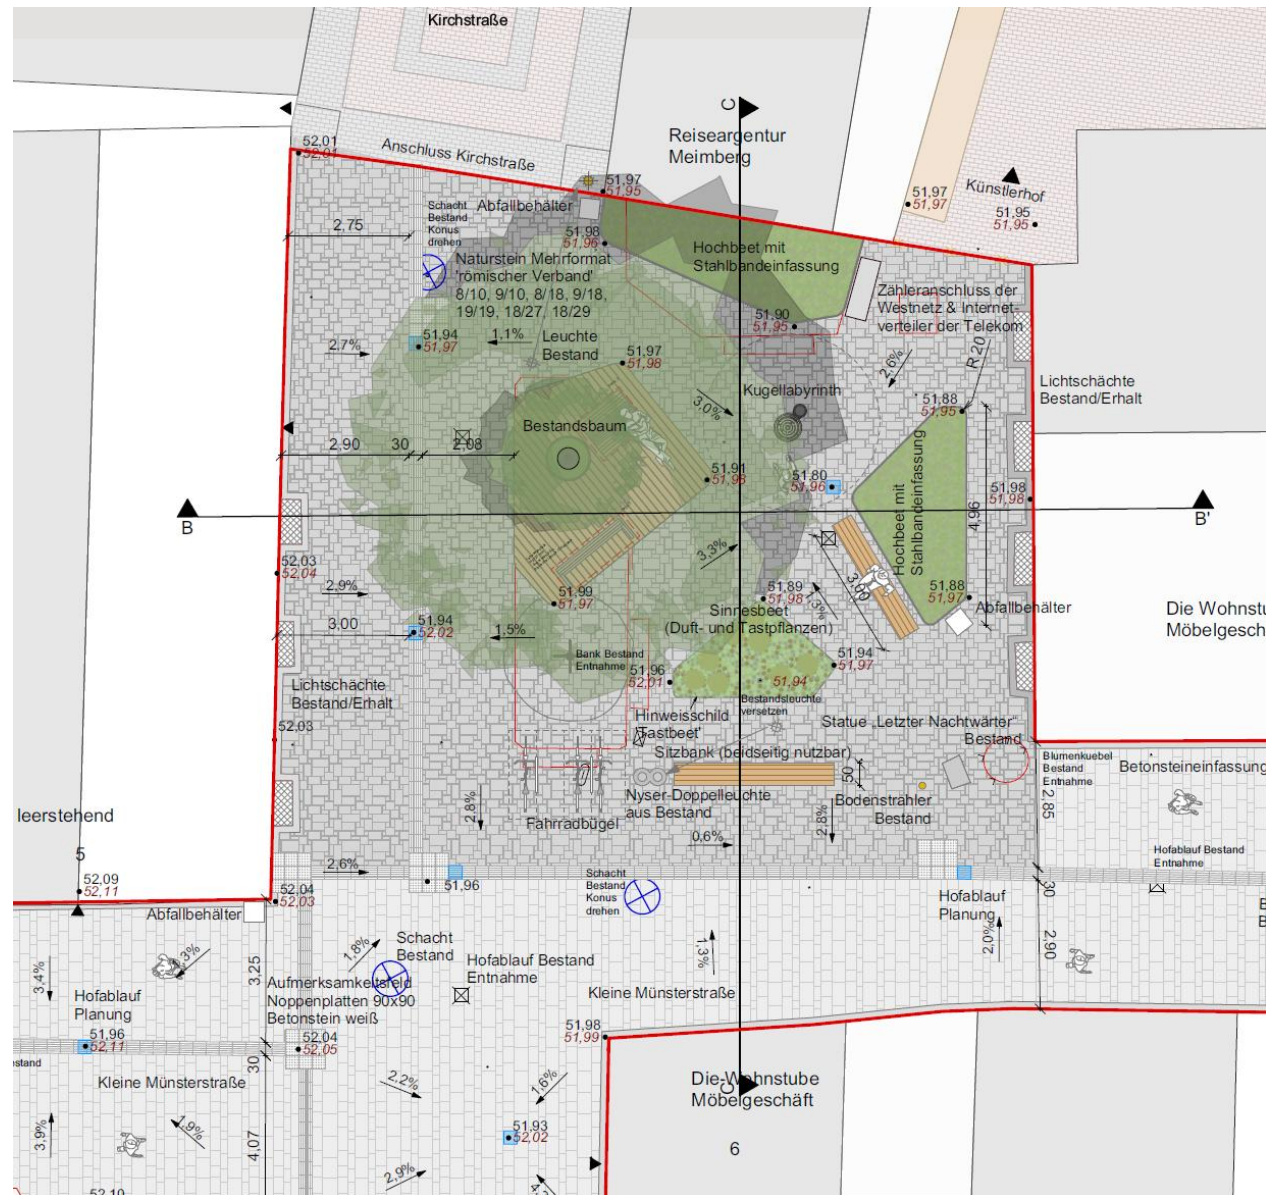 Kirchstraße
C
Reiseargentur
Meimberg
52,01
52,01
Anschluss Kirchstraße
51,97
51,95
Künstlerhof
51,97
51,97
51,95
51,95
2,75
Schacht
Bestand
Konus
drehen
Abfallbehälter
51,98
51,96
Hochbeet mit
Stahlbandeinfassung
Naturstein Mehrformat
'römischer Verband'
8/10, 9/10, 8/18, 9/18,
19/19, 18/27, 18/29
Zähleranschluss der
Westnetz & Internet-
verteiler der Telekom
51,90
51,95
51,94
51,97
1,1%
Leuchte
Bestand
2,7%
51,97
51,98
2,6%
R 20
3,0%
Kugellabyrinth
51,88
51,95
Lichtschächte
Bestand/Erhalt
Bestandsbaum
2,90
30
2,08
51,91
51,98
51,80
51,96
Hochbeet mit
Stahlbandeinfassung
4,96
51,98
51,98
B
B'
3,3%
52,03
52,04
2,9%
51,99
51,97
51,89
51,98
1,3%
3,00
51,88
51,97
Abfallbehälter
Die Wohnstu
Möbelgesch
Sinnesbeet
(Duft- und Tastpflanzen)
3,00
51,94
52,02
1,5%
Bank Bestand
Entnahme
51,96
52,01
51,94
51,97
51,94
Lichtschächte
Bestand/Erhalt
Bestandsleuchte
versetzen
Hinweisschild
'Tastbeet'
Statue „Letzter Nachtwärter“
Bestand
52,03
Sitzbank (beidseitig nutzbar)
Blumenkuebel
Bestand
Entnahme
Betonsteineinfassung
50
2,85
Nyser-Doppelleuchte
aus Bestand
Bodenstrahler
Bestand
leerstehend
5
2,8%
Fahrradbügel
0,6%
2,8%
Hofablauf Bestand
Entnahme
52,09
52,11
2,6%
52,04
52,03
51,96
Schacht
Bestand
Konus
drehen
Hofablauf
Planung
30
Abfallbehälter
2,90
2,0%
1,3%
1,8%
Schacht
Bestand
Hofablauf Bestand
Entnahme
3,4%
3,25
Aufmerksamkeitsfeld
Noppenplatten 90x90
Betonstein weiß
Kleine Münsterstraße
1,3%
Hofablauf
Planung
51,96
52,11
52,04
52,05
51,98
51,99
30
Kleine Münsterstraße
2,2%
1,6%
Die Wohnstube
Möbelgeschäft
6
3,9%
1,9%
4,07
51,93
52,02
2,9%